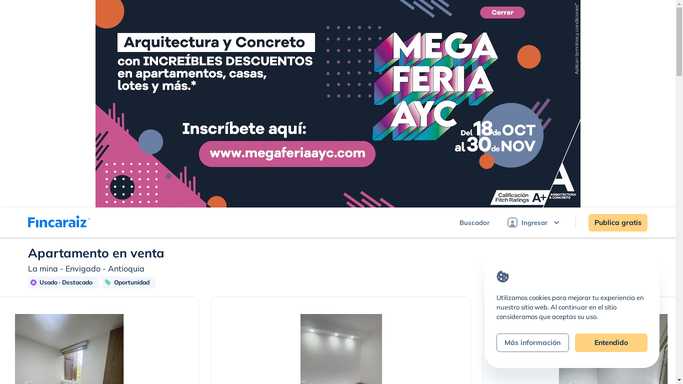 Cerrar
Arquitectura y Concreto
con INCREÍBLES DESCUENTOS
en apartamentos, casas,
lotes y más.*
MEGA
FERIA
AYC
Inscríbete aquí:
www.megaferiaayc.com
Del 18 de OCT
al 30 de NOV
Calificación
Fitch Ratings
A+
ARQUITECTURA
& CONCRETO
Fincaraiz
Buscador
Ingresar
Publica gratis
Apartamento en venta
La mina - Envigado - Antioquia
Usado · Destacado
Oportunidad
Utilizamos cookies para mejorar tu experiencia en
nuestro sitio web. Al continuar en el sitio
consideramos que aceptas su uso.
Más información
Entendido